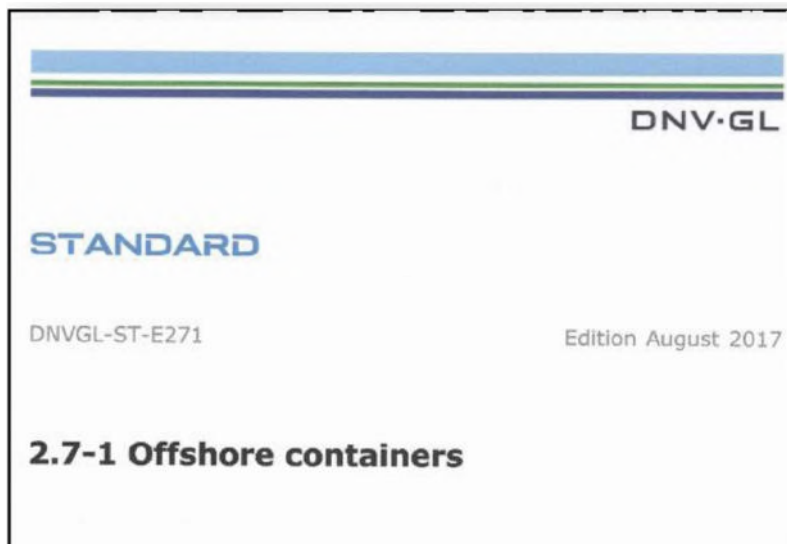 DNV·GL
STANDARD
DNVGL-ST-E271 Edition August 2017
2.7-1 Offshore containers